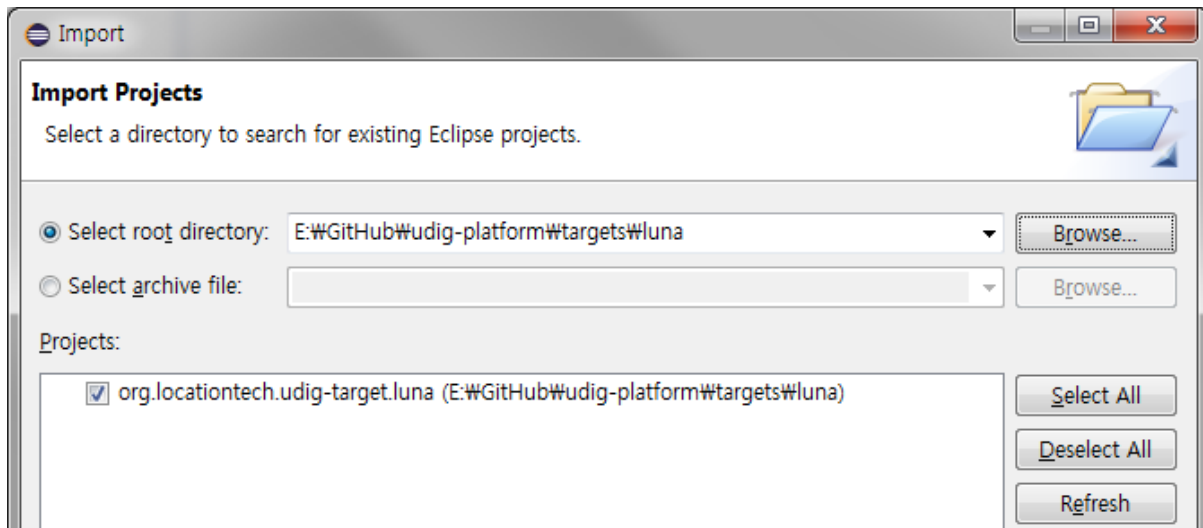 Import
Import Projects
Select a directory to search for existing Eclipse projects.
Select root directory: E:₩GitHub₩udig-platform₩targets₩luna Browse...
Select archive file: Browse...
Projects:
org.locationtech.udig-target.luna (E:₩GitHub₩udig-platform₩targets₩luna)
Select All
Deselect All
Refresh